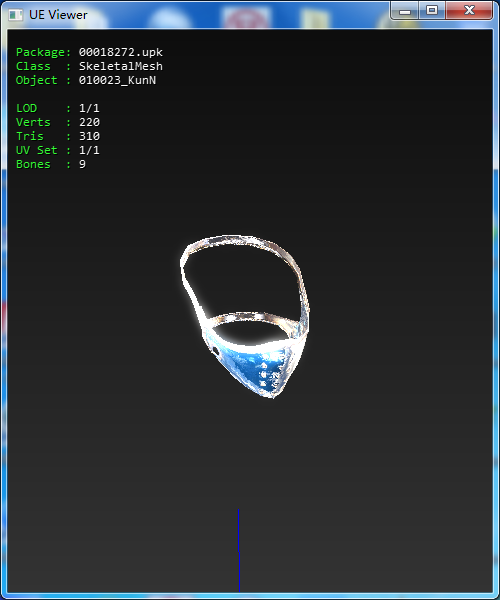 UE Viewer
Package: 00018272.upk
Class : SkeletalMesh
Object : 010023_KunN
LOD : 1/1
Verts : 220
Tris : 310
UV Set : 1/1
Bones : 9